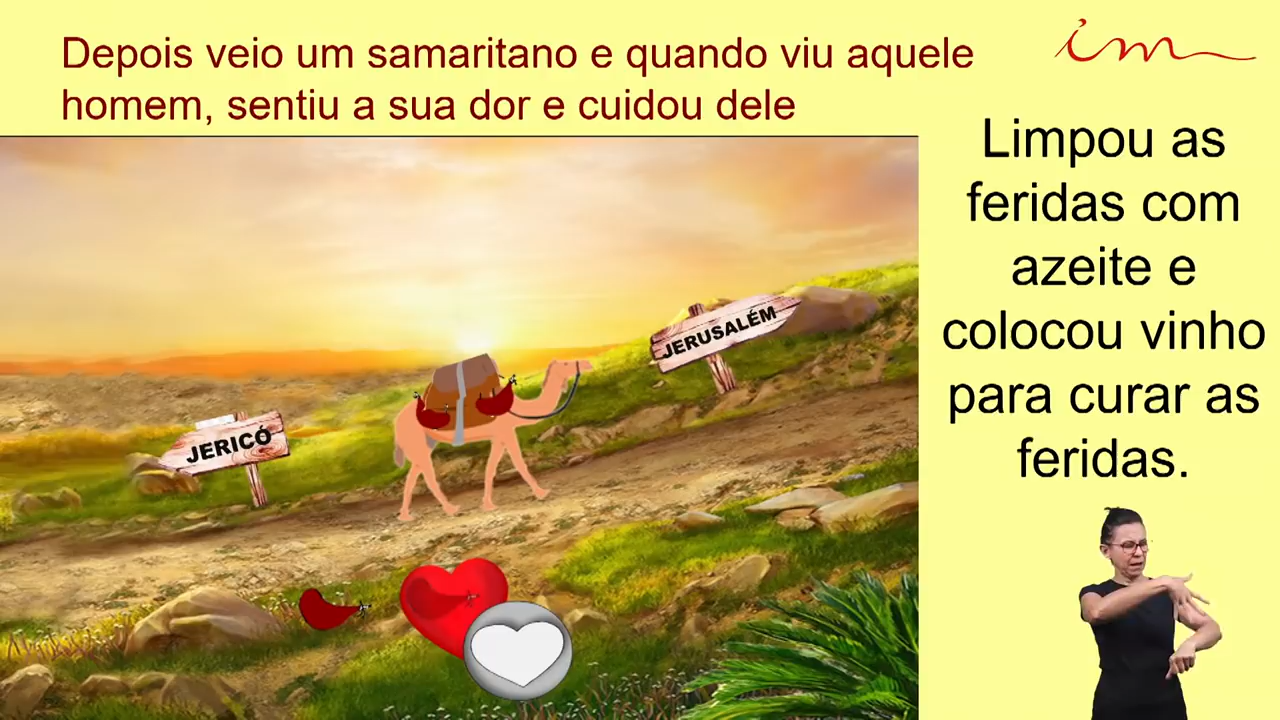 Depois veio um samaritano e quando viu aquele
homem, sentiu a sua dor e cuidou dele
im
Limpou as
feridas com
azeite e
colocou vinho
para curar as
feridas.
JERUSALÉM
JERICÓ